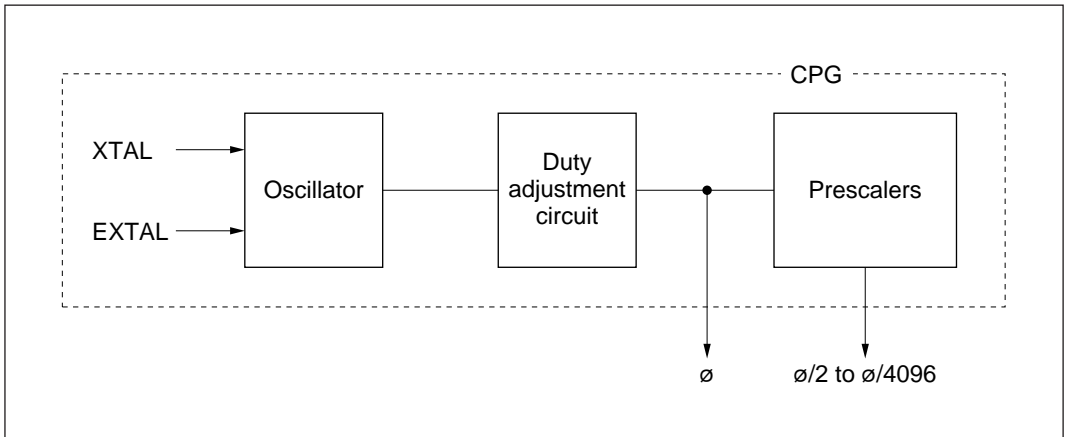 CPG
XTAL
EXTAL
Oscillator
Duty
adjustment
circuit
Prescalers
ø
ø/2 to ø/4096